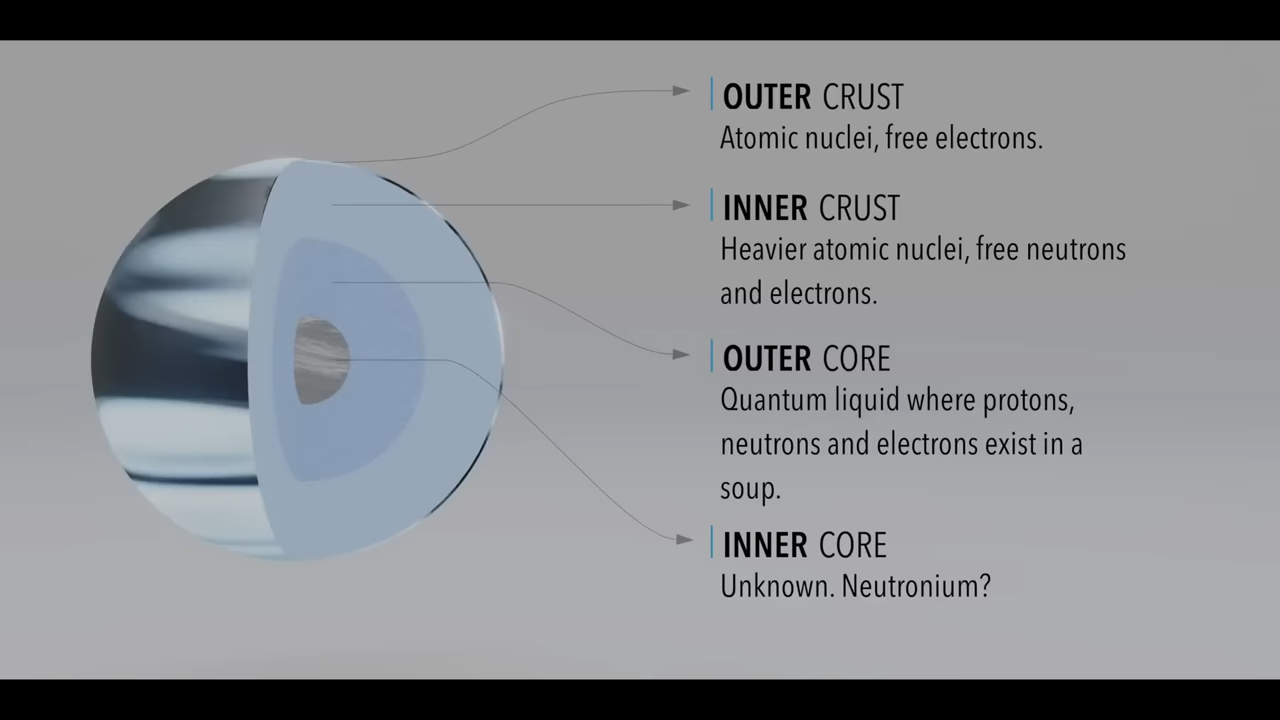 OUTER CRUST
Atomic nuclei, free electrons.
INNER CRUST
Heavier atomic nuclei, free neutrons
and electrons.
OUTER CORE
Quantum liquid where protons,
neutrons and electrons exist in a
soup.
INNER CORE
Unknown. Neutronium?